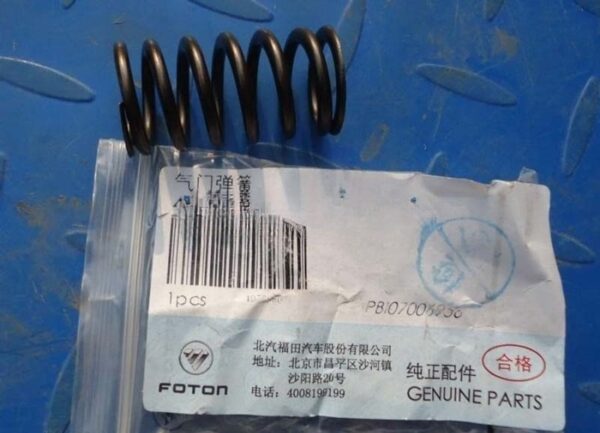 气门弹簧
1pcs
PBI07006936
北汽福田汽车股份有限公司
地址：北京市昌平区沙河镇
沙阳路20号
电话：4008199199
FOTON
纯正配件
合格
GENUINE PARTS